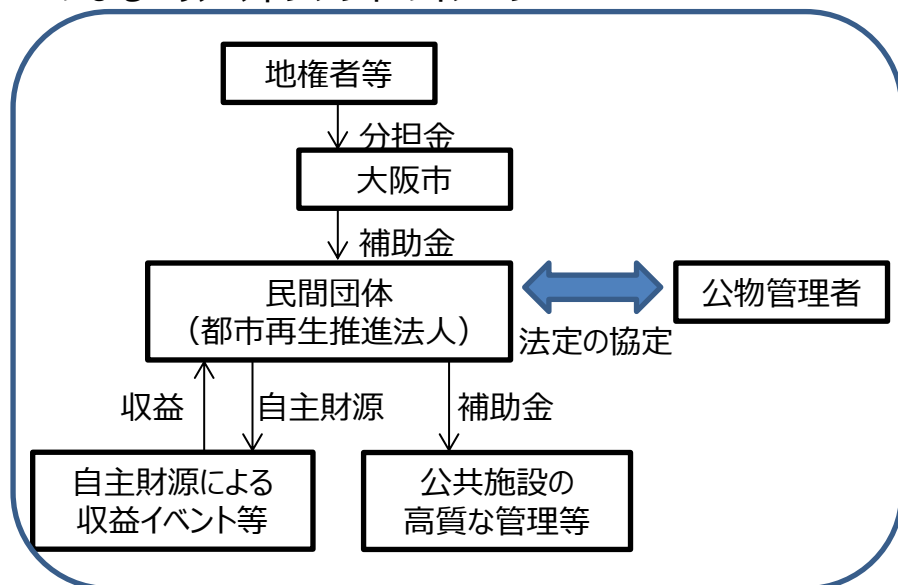 地権者等
分担金
大阪市
補助金
民間団体
（都市再生推進法人）
公物管理者
法定の協定
収益
自主財源
補助金
自主財源による
収益イベント等
公共施設の
高質な管理等